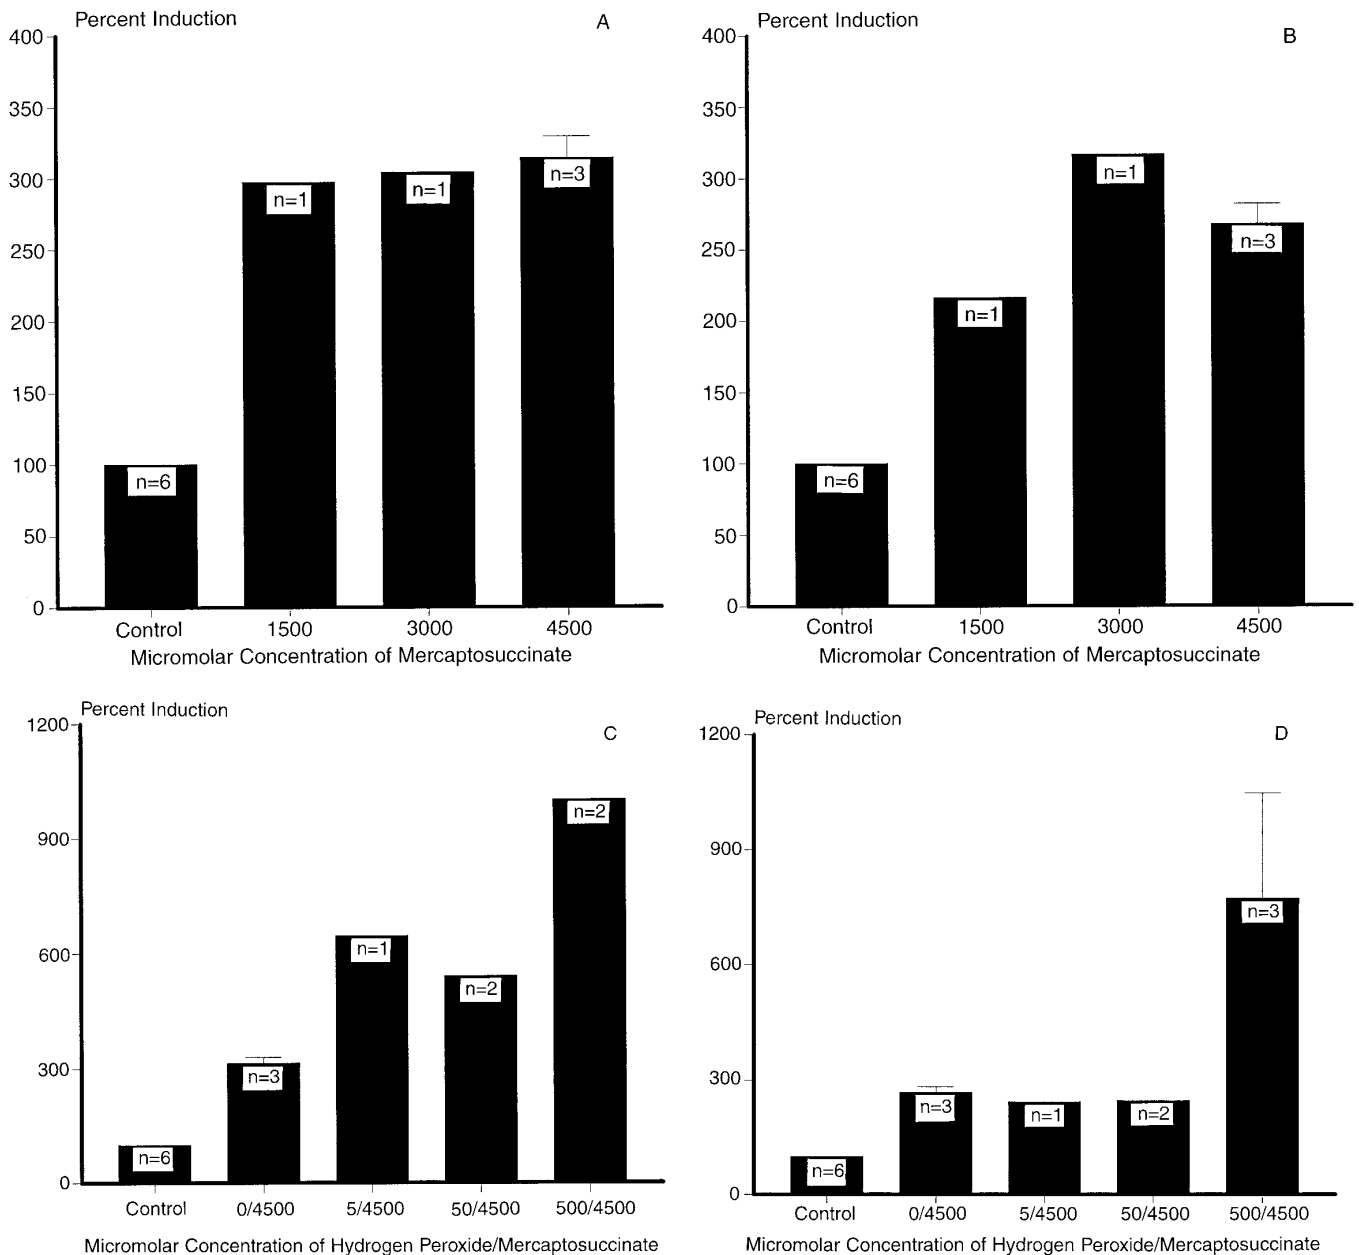 Percent Induction
A
400
350
300
250
200
150
100
50
0
n=6
n=1
n=1
n=3
Control 1500 3000 4500
Micromolar Concentration of Mercaptosuccinate
Percent Induction
B
400
350
300
250
200
150
100
50
0
n=6
n=1
n=1
n=3
Control 1500 3000 4500
Micromolar Concentration of Mercaptosuccinate
Percent Induction
C
1200
900
600
300
0
n=6
n=3
n=1
n=2
n=2
Control 0/4500 5/4500 50/4500 500/4500
Micromolar Concentration of Hydrogen Peroxide/Mercaptosuccinate
Percent Induction
D
1200
900
600
300
0
n=6
n=3
n=1
n=2
n=3
Control 0/4500 5/4500 50/4500 500/4500
Micromolar Concentration of Hydrogen Peroxide/Mercaptosuccinate